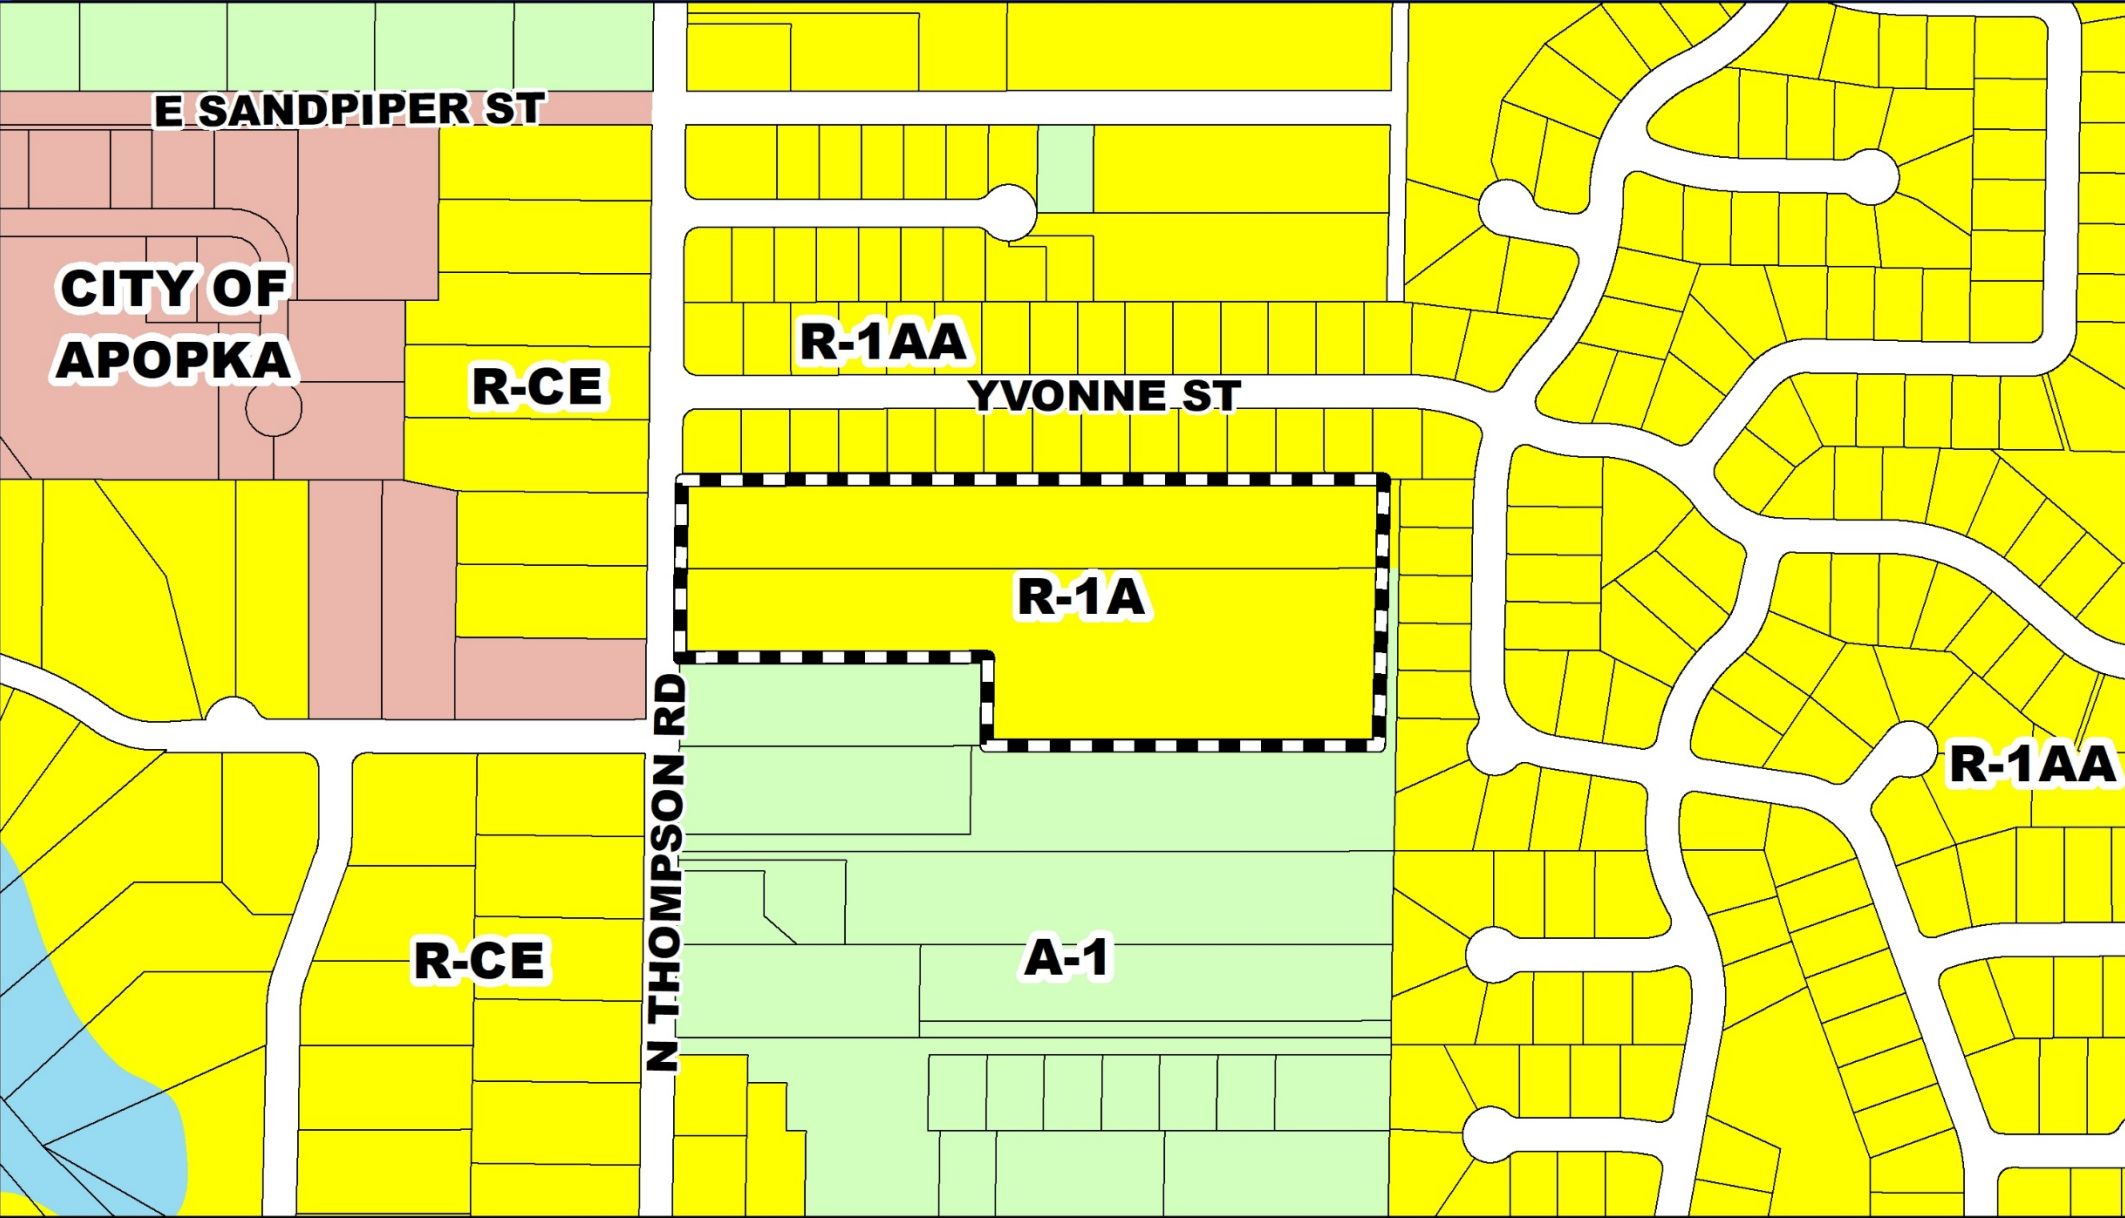 E SANDPIPER ST
CITY OF
APOPKA
R-CE
R-1AA
YVONNE ST
R-1A
N THOMPSON RD
R-1AA
R-CE
A-1